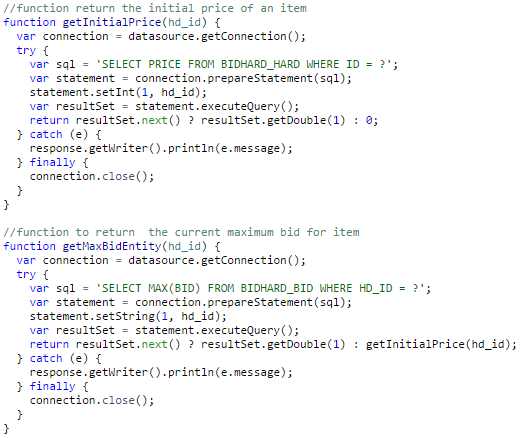 //function return the initial price of an item
function getInitialPrice(hd_id) {
  var connection = datasource.getConnection();
  try {
    var sql = 'SELECT PRICE FROM BIDHARD_HARD WHERE ID = ?';
    var statement = connection.prepareStatement(sql);
    statement.setInt(1, hd_id);
    var resultSet = statement.executeQuery();
    return resultSet.next() ? resultSet.getDouble(1) : 0;
  } catch (e) {
    response.getWriter().println(e.message);
  } finally {
    connection.close();
  }
}

//function to return  the current maximum bid for item
function getMaxBidEntity(hd_id) {
  var connection = datasource.getConnection();
  try {
    var sql = 'SELECT MAX(BID) FROM BIDHARD_BID WHERE HD_ID = ?';
    var statement = connection.prepareStatement(sql);
    statement.setString(1, hd_id);
    var resultSet = statement.executeQuery();
    return resultSet.next() ? resultSet.getDouble(1) : getInitialPrice(hd_id);
  } catch (e) {
    response.getWriter().println(e.message);
  } finally {
    connection.close();
  }
}